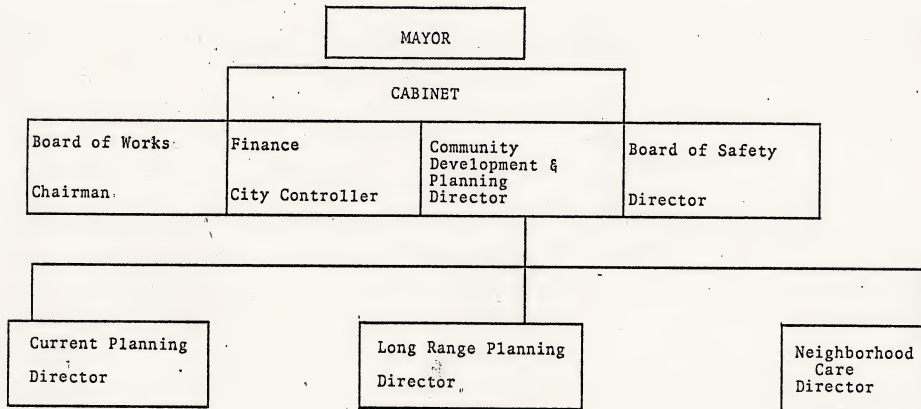 MAYOR
CABINET
Board of Works
Chairman
Finance
City Controller
Community
Development &
Planning
Director
Board of Safety
Director
Current Planning
Director
Long Range Planning
Director
Neighborhood
Care
Director